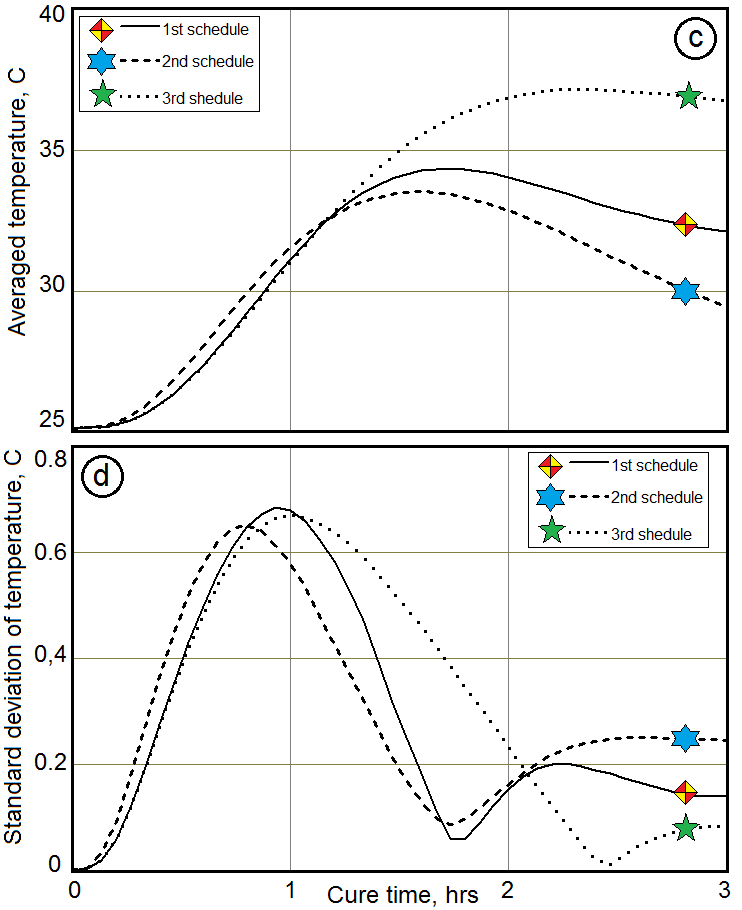 40
c
1st schedule
2nd schedule
3rd shedule
Averaged temperature, C
35
30
25
0.8
d
1st schedule
2nd schedule
3rd shedule
Standard deviation of temperature, C
0.6
0,4
0.2
0
0
1
2
3
Cure time, hrs